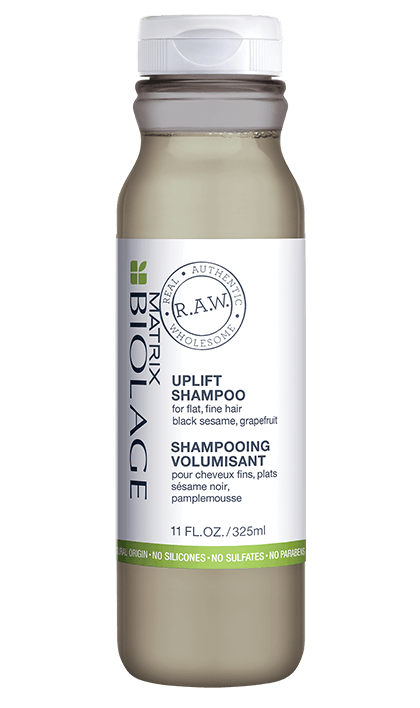 MATRIX
BIOLAGE
REAL • AUTHENTIC • WHOLESOME •
R.A.W.
UPLIFT
SHAMPOO
for flat, fine hair
black sesame, grapefruit
SHAMPOOING
VOLUMISANT
pour cheveux fins, plats
sésame noir,
pamplemousse
11 FL.OZ./325ml
ORIGIN • NO SILICONES • NO SULFATES • NO PARABENS